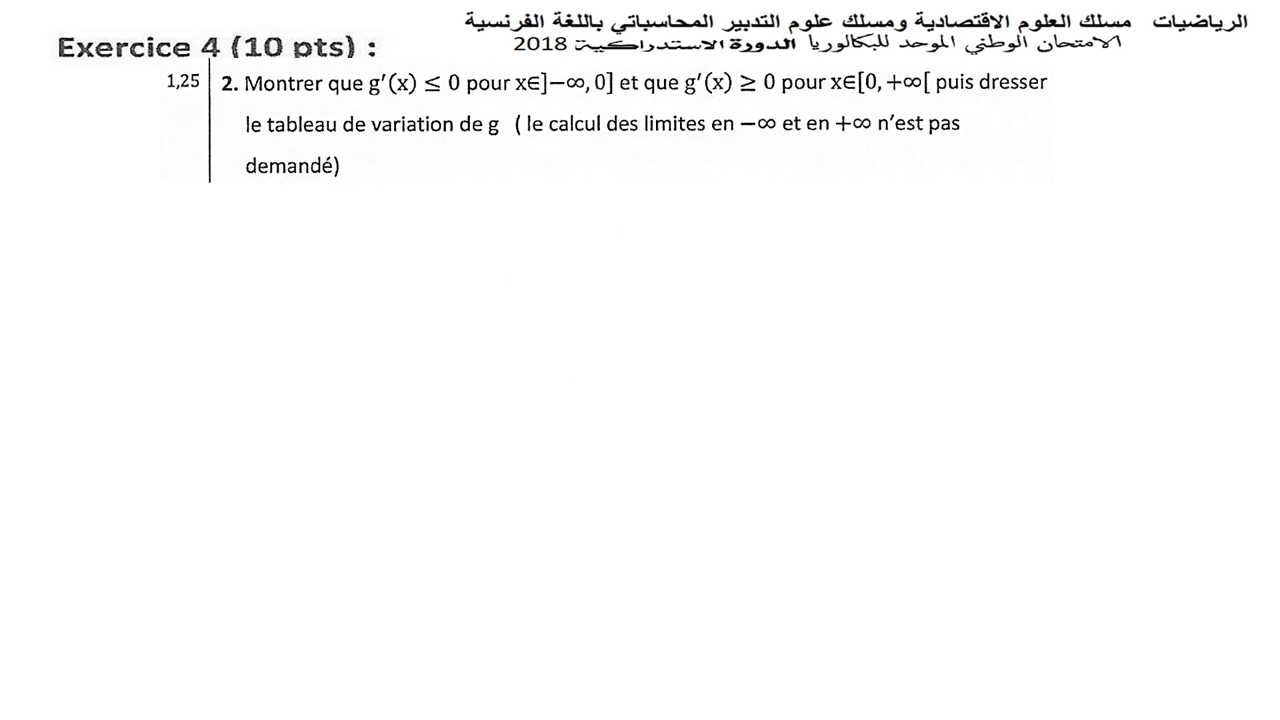 الرياضيات مسلك العلوم الاقتصادية ومسلك علوم التدبير المحاسباتي باللغة الفرنسية
الامتحان الوطني الموحد للبكالوريا الدورة الاستدراكية 2018
Exercice 4 (10 pts) :
1,25 2. Montrer que g′(x) ≤ 0 pour x∈]−∞, 0] et que g′(x) ≥ 0 pour x∈[0, +∞[ puis dresser
le tableau de variation de g ( le calcul des limites en −∞ et en +∞ n’est pas
demandé)